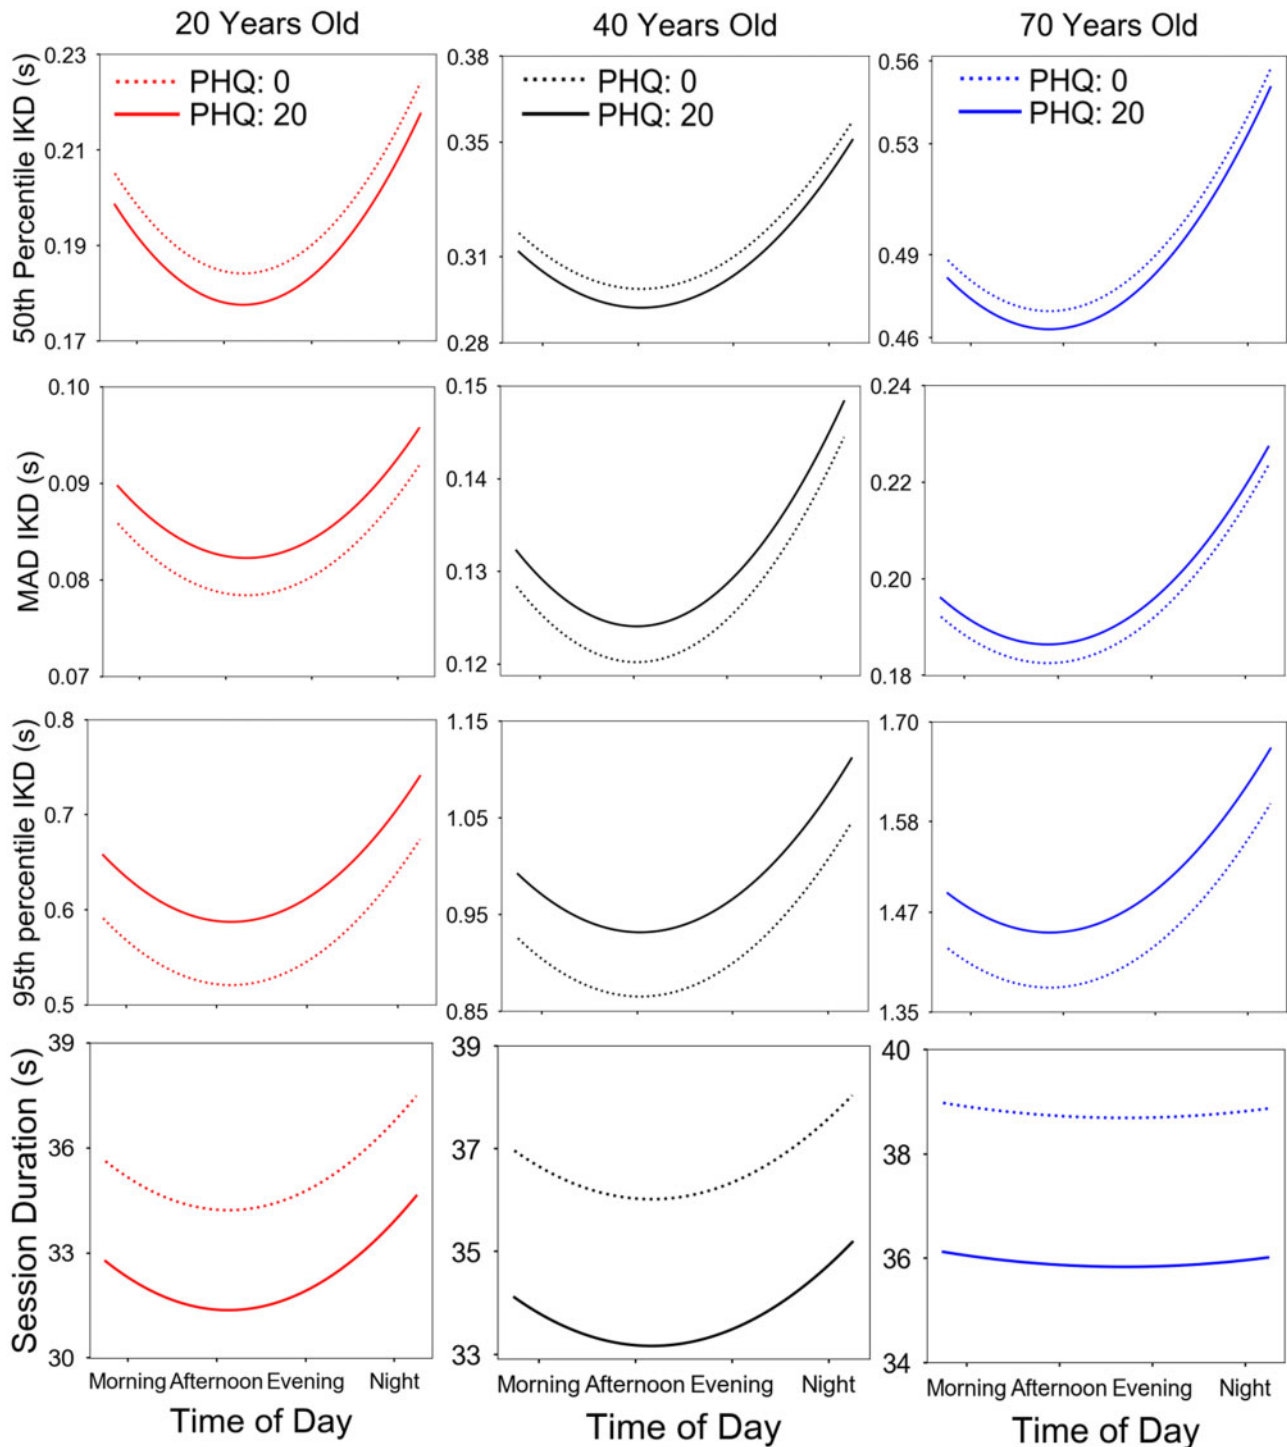 20 Years Old
40 Years Old
70 Years Old
50th Percentile IKD (s)
0.23
0.21
0.19
0.17
PHQ: 0
PHQ: 20
0.38
0.35
0.31
0.28
PHQ: 0
PHQ: 20
0.56
0.53
0.49
0.46
PHQ: 0
PHQ: 20
MAD IKD (s)
0.10
0.09
0.08
0.07
0.15
0.14
0.13
0.12
0.24
0.22
0.20
0.18
95th percentile IKD (s)
0.8
0.7
0.6
0.5
1.15
1.05
0.95
0.85
1.70
1.58
1.47
1.35
Session Duration (s)
39
36
33
30
39
37
35
33
40
38
36
34
Morning Afternoon Evening Night
Morning Afternoon Evening Night
Morning Afternoon Evening Night
Time of Day
Time of Day
Time of Day